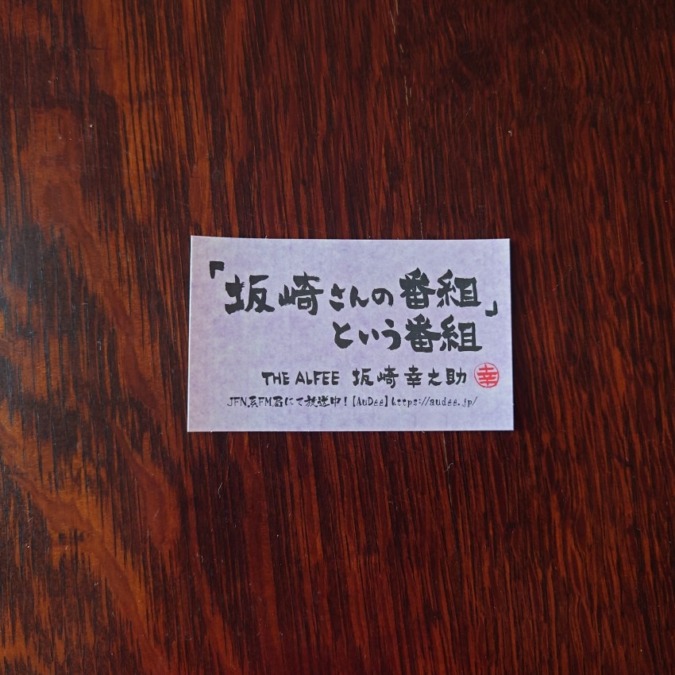 「坂崎さんの番組」
という番組
THE ALFEE 坂崎幸之助 幸
JFN系FM局にて放送中！【AuDee】https://audee.jp/